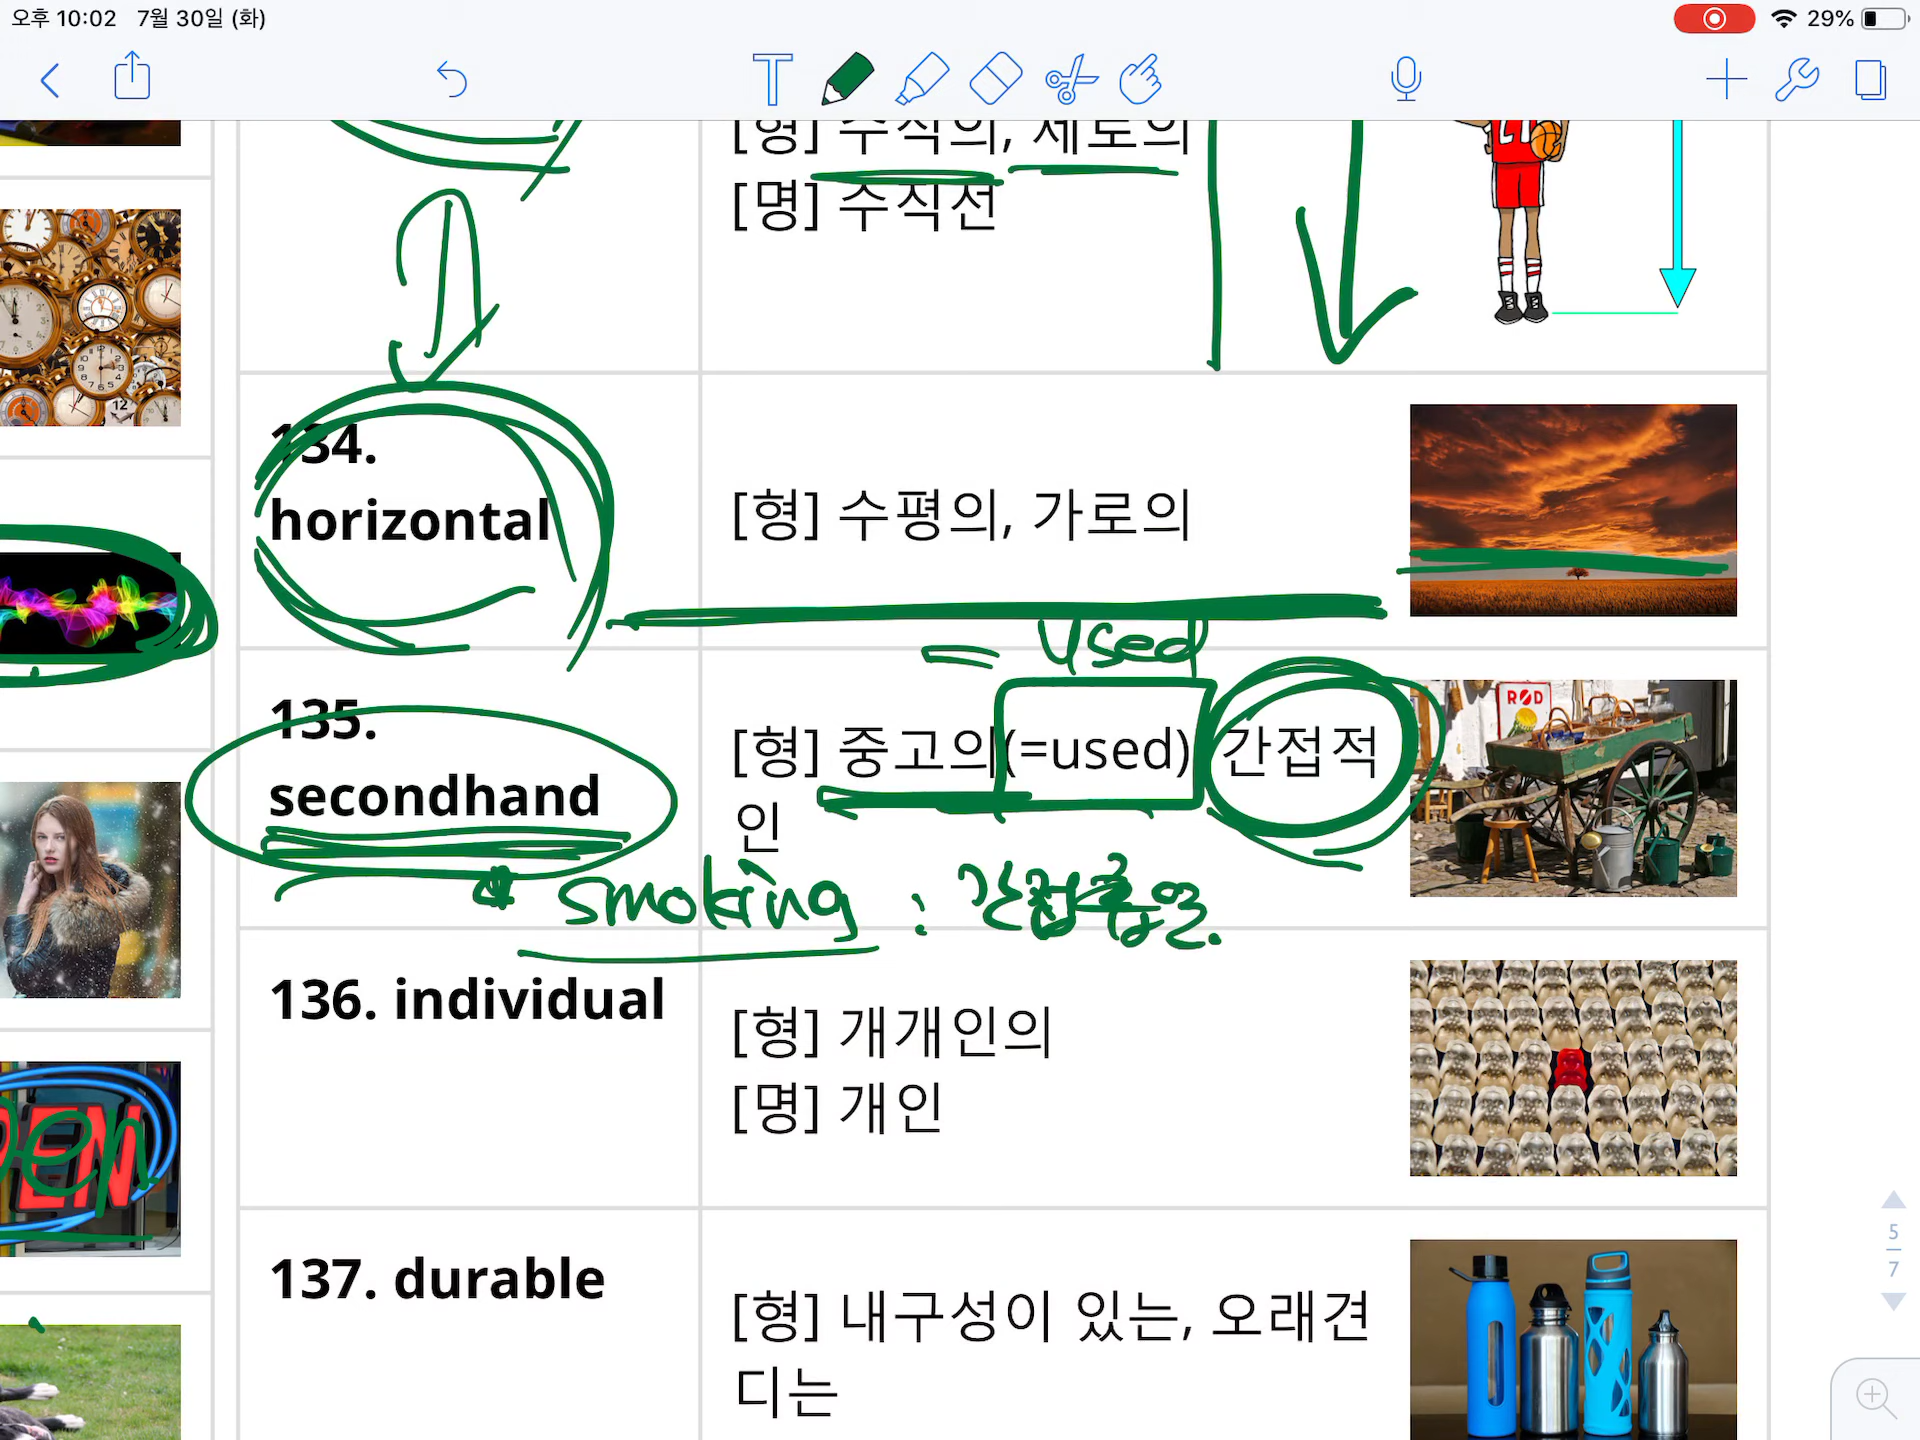 오후 10:02 7월 30일 (화)
29%
[형] 수직의, 세로의
[명] 수직선
134.
horizontal
[형] 수평의, 가로의
= used
135.
secondhand
[형] 중고의(=used) 간접적
인
R D
* smoking : 간접흡연.
136. individual
[형] 개개인의
[명] 개인
137. durable
[형] 내구성이 있는, 오래견
디는
EN
pen
12
5
7